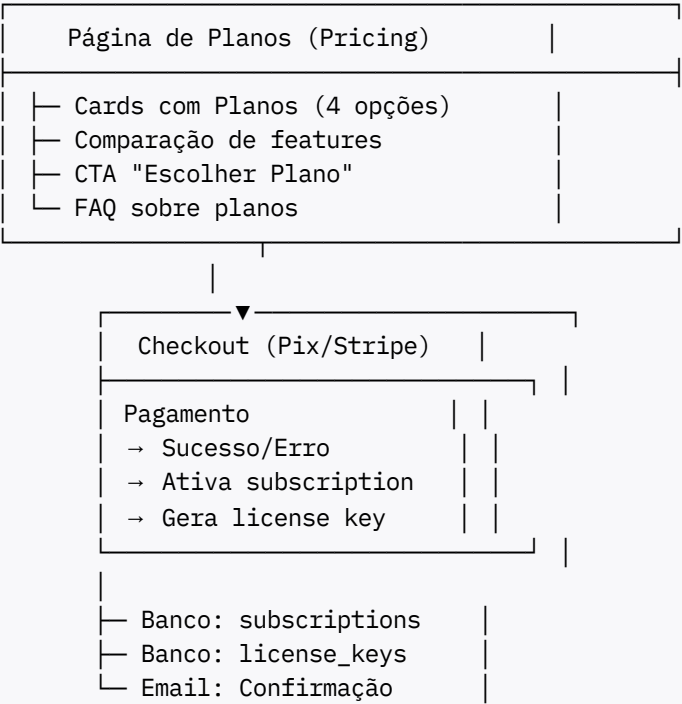 Página de Planos (Pricing)
Cards com Planos (4 opções)
Comparação de features
CTA "Escolher Plano"
FAQ sobre planos
Checkout (Pix/Stripe)
Pagamento
→ Sucesso/Erro
→ Ativa subscription
→ Gera license key
Banco: subscriptions
Banco: license_keys
Email: Confirmação